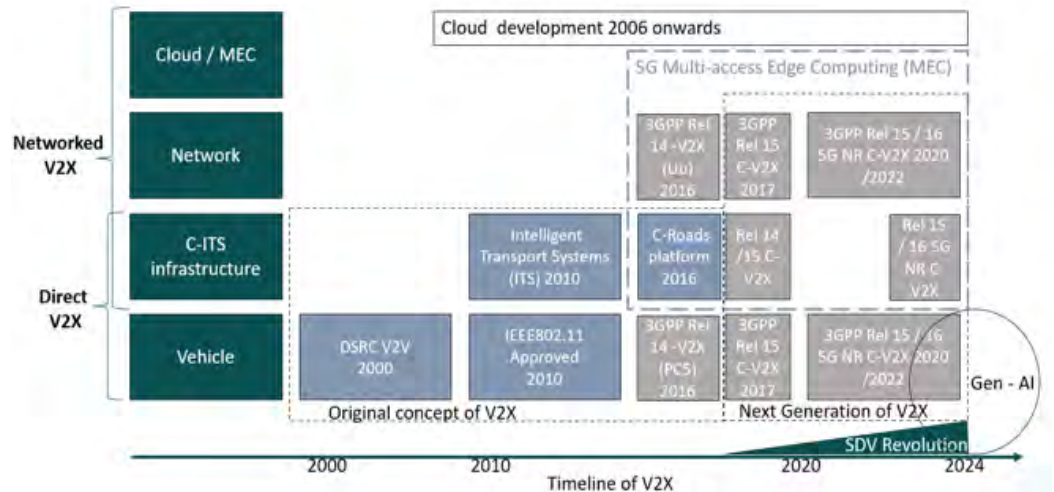 Cloud development 2006 onwards
Cloud / MEC
5G Multi-access Edge Computing (MEC)
Networked
V2X
Network
3GPP Rel
14 -V2X
(Uu)
2016
3GPP
Rel 15
C-V2X
2017
3GPP Rel 15 / 16
5G NR C-V2X 2020
/2022
Direct
V2X
C-ITS
infrastructure
Intelligent
Transport Systems
(ITS) 2010
C-Roads
platform
2016
Rel 14
/15 C-
V2X
Rel 15
/ 16 5G
NR C
V2X
Vehicle
DSRC V2V
2000
IEEE802.11
Approved
2010
3GPP Rel
14 -V2X
(PC5)
2016
3GPP
Rel 15
C-V2X
2017
3GPP Rel 15 / 16
5G NR C-V2X 2020
/2022
Gen - AI
Original concept of V2X
Next Generation of V2X
SDV Revolution
2000
2010
2020
2024
Timeline of V2X